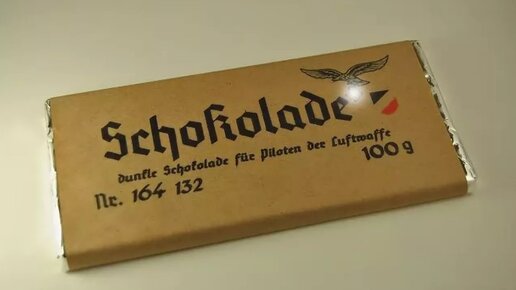 Schokolade
dunkle Schokolade für Piloten der Luftwaffe
Nr. 164 132
100 g